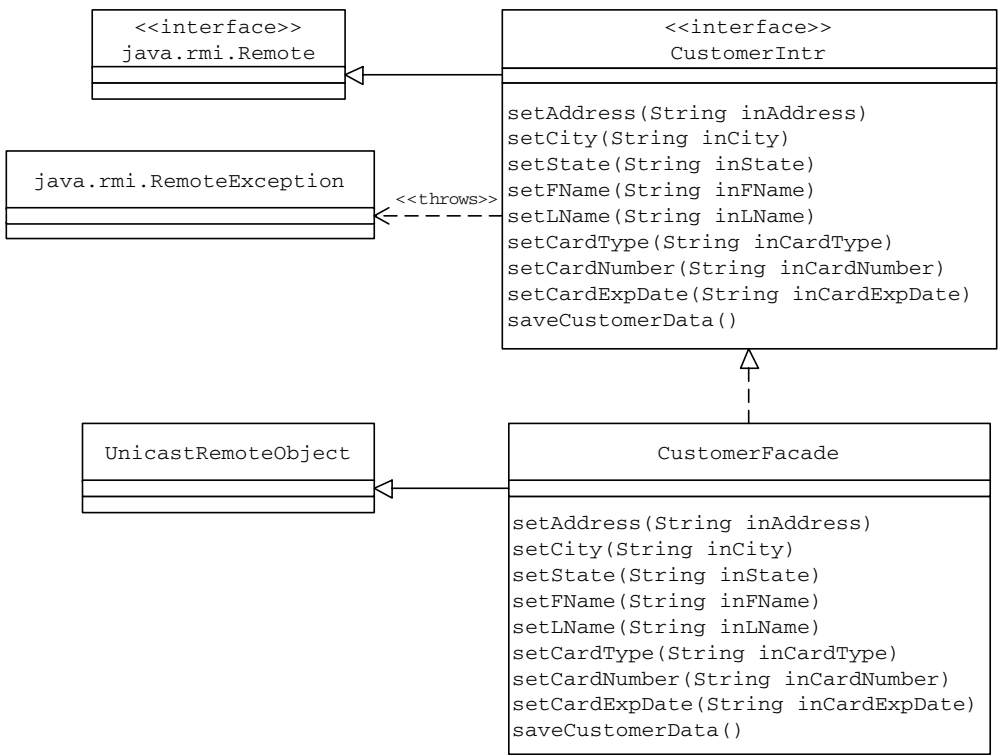 <<interface>>
java.rmi.Remote
<<interface>>
CustomerIntr
setAddress(String inAddress)
setCity(String inCity)
setState(String inState)
setFName(String inFName)
setLName(String inLName)
setCardType(String inCardType)
setCardNumber(String inCardNumber)
setCardExpDate(String inCardExpDate)
saveCustomerData()
java.rmi.RemoteException
<<throws>>
UnicastRemoteObject
CustomerFacade
setAddress(String inAddress)
setCity(String inCity)
setState(String inState)
setFName(String inFName)
setLName(String inLName)
setCardType(String inCardType)
setCardNumber(String inCardNumber)
setCardExpDate(String inCardExpDate)
saveCustomerData()